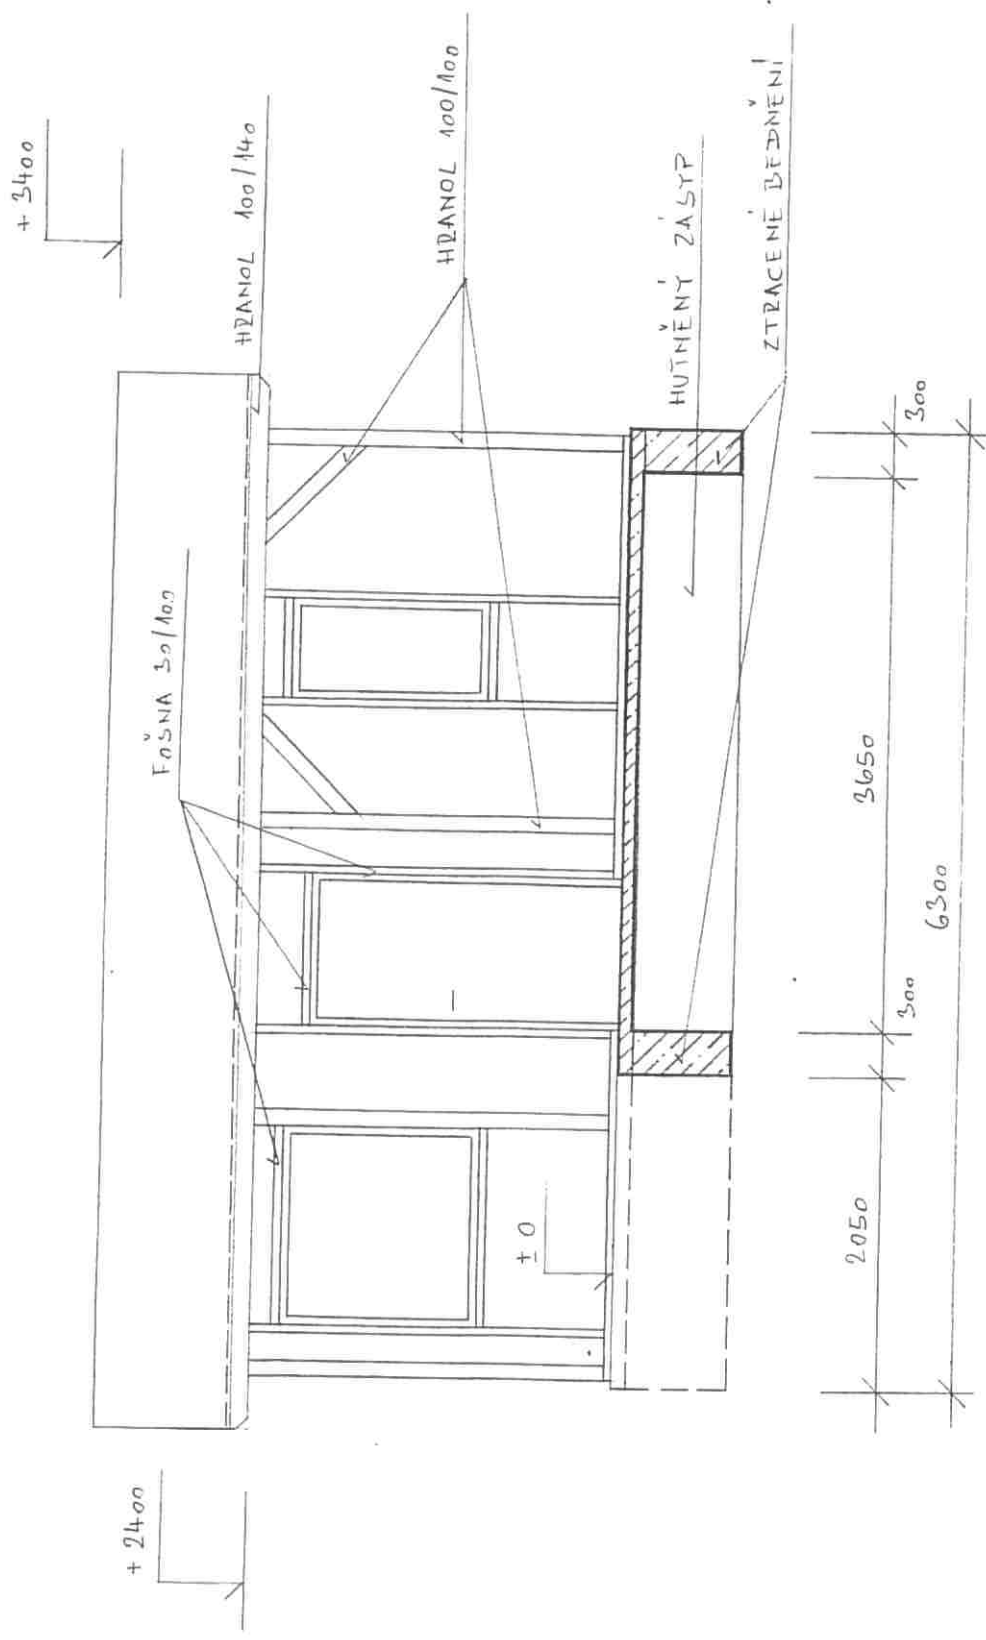 + 3400
HRANOL 100/140
HRANOL 100/100
FOŠNA 30/100
HUTNĚNÝ ZÁSYP
ZTRACENÉ BEDNĚNÍ
+ 2400
± 0
2050
300
3650
300
6300